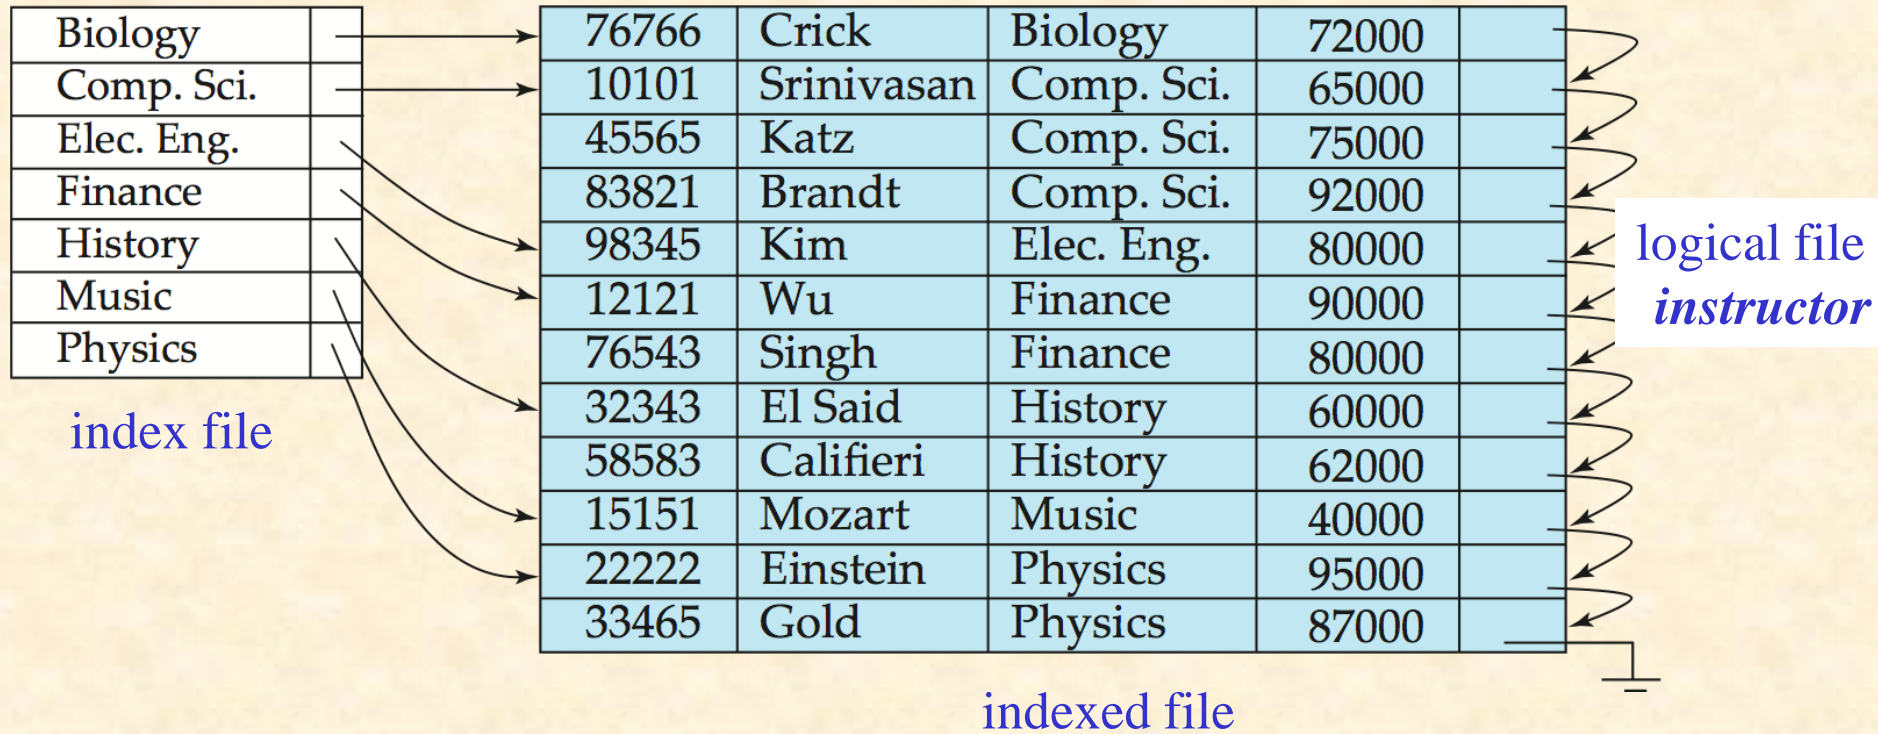 Biology
Comp. Sci.
Elec. Eng.
Finance
History
Music
Physics
index file
76766 Crick Biology 72000
10101 Srinivasan Comp. Sci. 65000
45565 Katz Comp. Sci. 75000
83821 Brandt Comp. Sci. 92000
98345 Kim Elec. Eng. 80000
12121 Wu Finance 90000
76543 Singh Finance 80000
32343 El Said History 60000
58583 Califieri History 62000
15151 Mozart Music 40000
22222 Einstein Physics 95000
33465 Gold Physics 87000
logical file
instructor
indexed file